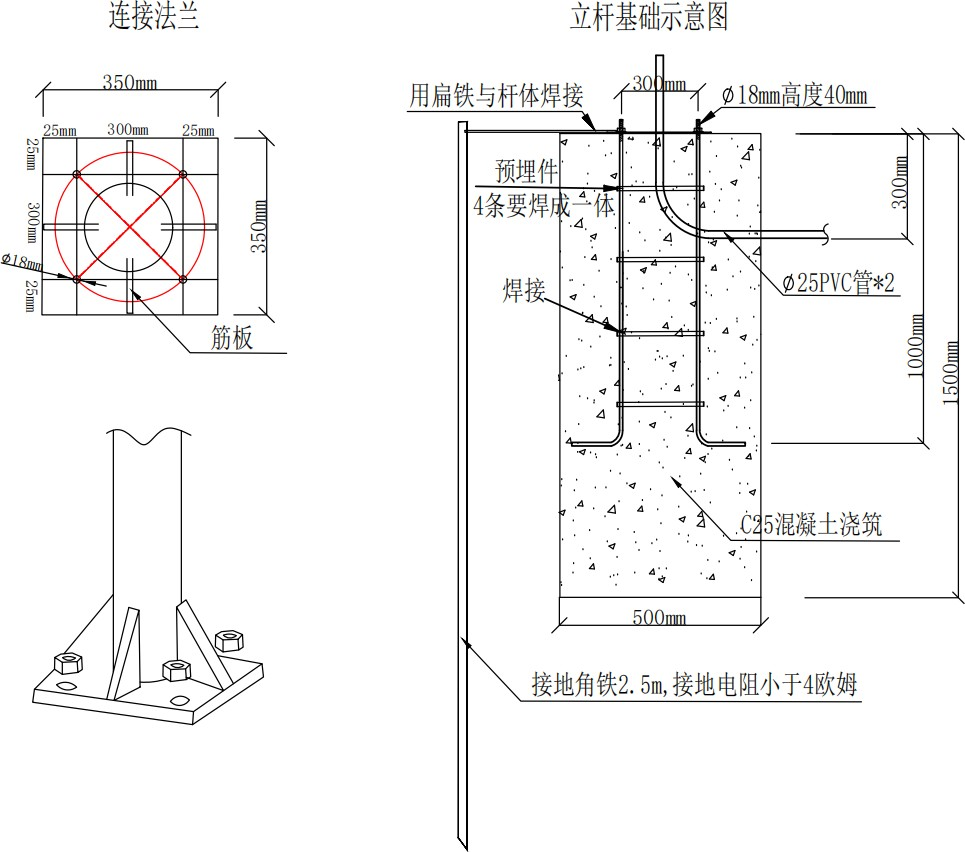 连接法兰
350mm
25mm 300mm 25mm
25mm
300mm
Φ18mm
25mm
350mm
筋板
立杆基础示意图
300mm
用扁铁与杆体焊接
Φ18mm高度40mm
预埋件
4条要焊成一体
300mm
Φ25PVC管*2
焊接
1000mm
1500mm
C25混凝土浇筑
500mm
接地角铁2.5m,接地电阻小于4欧姆